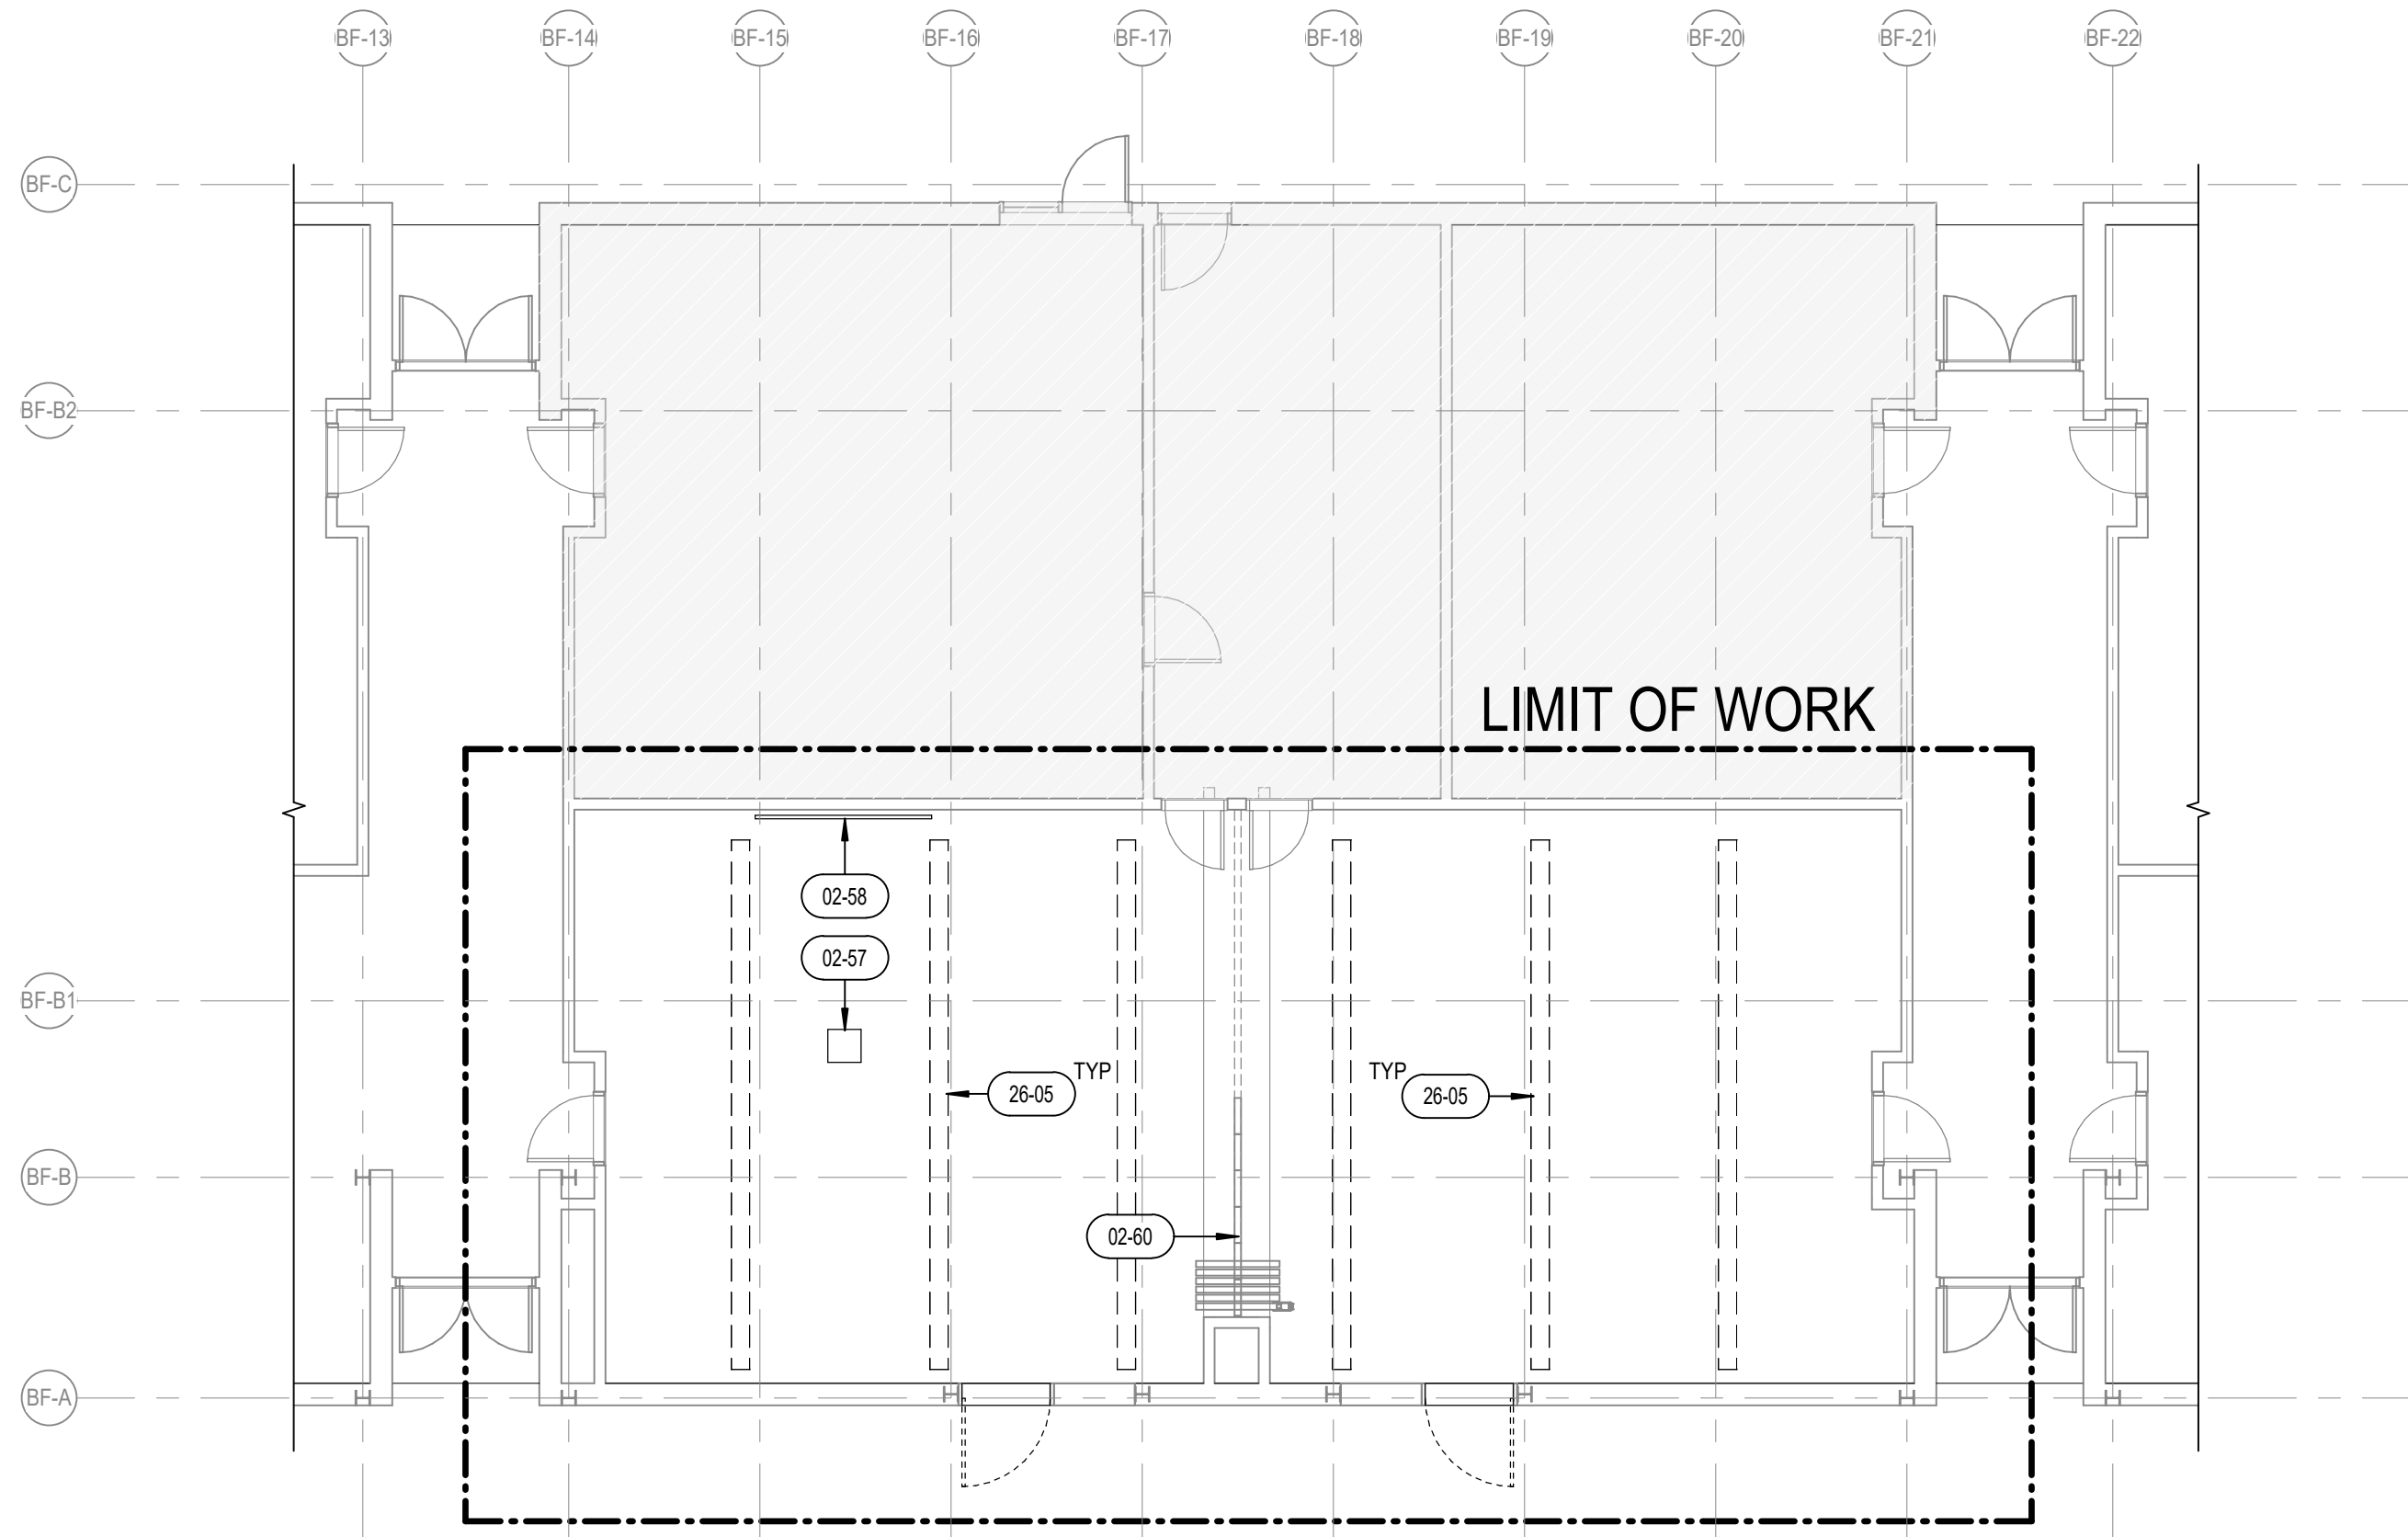 BF-13 BF-14 BF-15 BF-16 BF-17 BF-18 BF-19 BF-20 BF-21 BF-22
BF-C
BF-B2
LIMIT OF WORK
02-58
02-57
BF-B1
TYP TYP
26-05 26-05
BF-B
02-60
BF-A